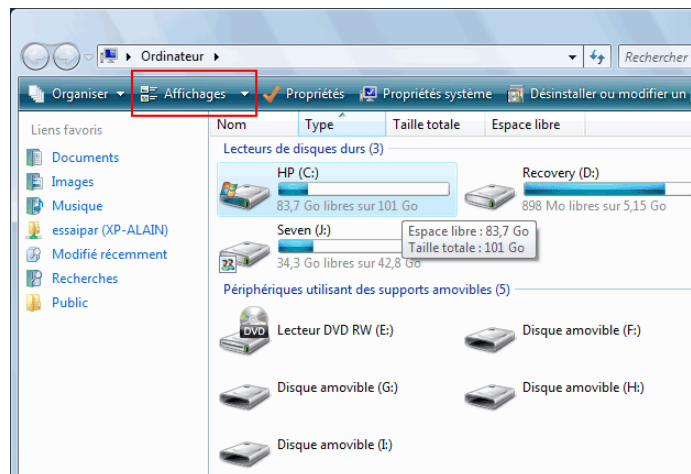 Ordinateur
Rechercher
Organiser Affichages Propriétés Propriétés système Désinstaller ou modifier un
Liens favoris
Documents
Images
Musique
essaipar (XP-ALAIN)
Modifié récemment
Recherches
Public
Nom Type Taille totale Espace libre
Lecteurs de disques durs (3)
HP (C:)
83,7 Go libres sur 101 Go
Recovery (D:)
898 Mo libres sur 5,15 Go
Seven (J:)
34,3 Go libres sur 42,8 Go
Espace libre : 83,7 Go
Taille totale : 101 Go
Périphériques utilisant des supports amovibles (5)
DVD
Lecteur DVD RW (E:)
Disque amovible (F:)
Disque amovible (G:)
Disque amovible (H:)
Disque amovible (I:)